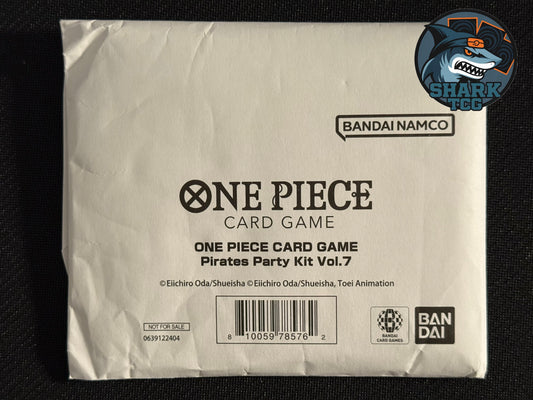 SHARK
TCG
BANDAI NAMCO
ONE PIECE
CARD GAME
ONE PIECE CARD GAME
Pirates Party Kit Vol.7
©Eiichiro Oda/Shueisha ©Eiichiro Oda/Shueisha, Toei Animation
NOT FOR SALE
0639122404
8 10059 78576 2
BANDAI
CARD GAMES
BAN
DAI